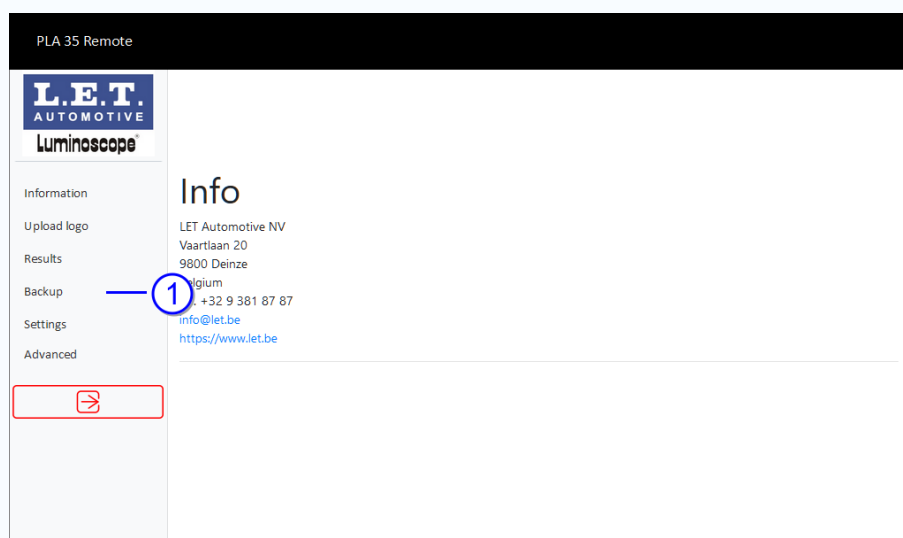 PLA 35 Remote
L.E.T.
AUTOMOTIVE
Luminoscope®
Information
Upload logo
Results
Backup
Settings
Advanced
1
Info
LET Automotive NV
Vaartlaan 20
9800 Deinze
elgium
. +32 9 381 87 87
info@let.be
https://www.let.be